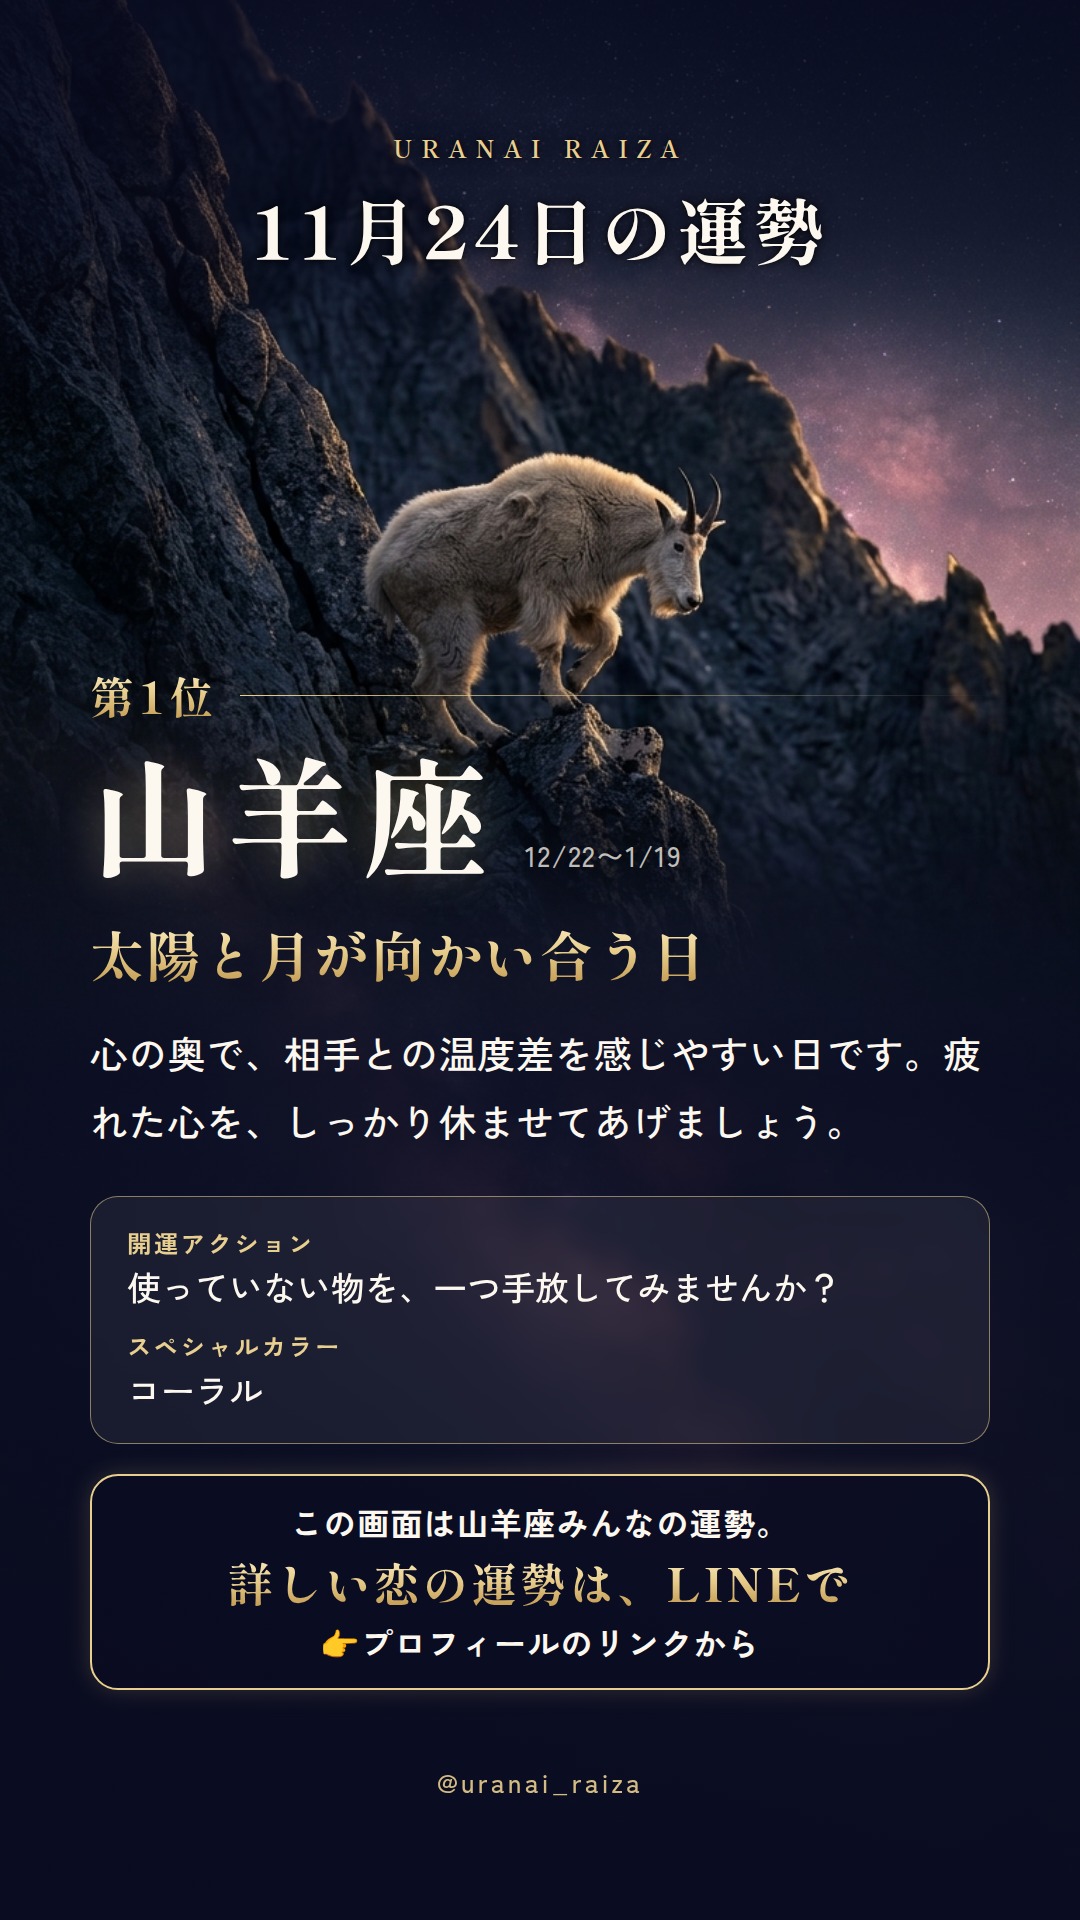 URANAI RAIZA
11月24日の運勢
第1位
山羊座 12/22〜1/19
太陽と月が向かい合う日
心の奥で、相手との温度差を感じやすい日です。疲
れた心を、しっかり休ませてあげましょう。
開運アクション
使っていない物を、一つ手放してみませんか？
スペシャルカラー
コーラル
この画面は山羊座みんなの運勢。
詳しい恋の運勢は、LINEで
👉プロフィールのリンクから
@uranai_raiza